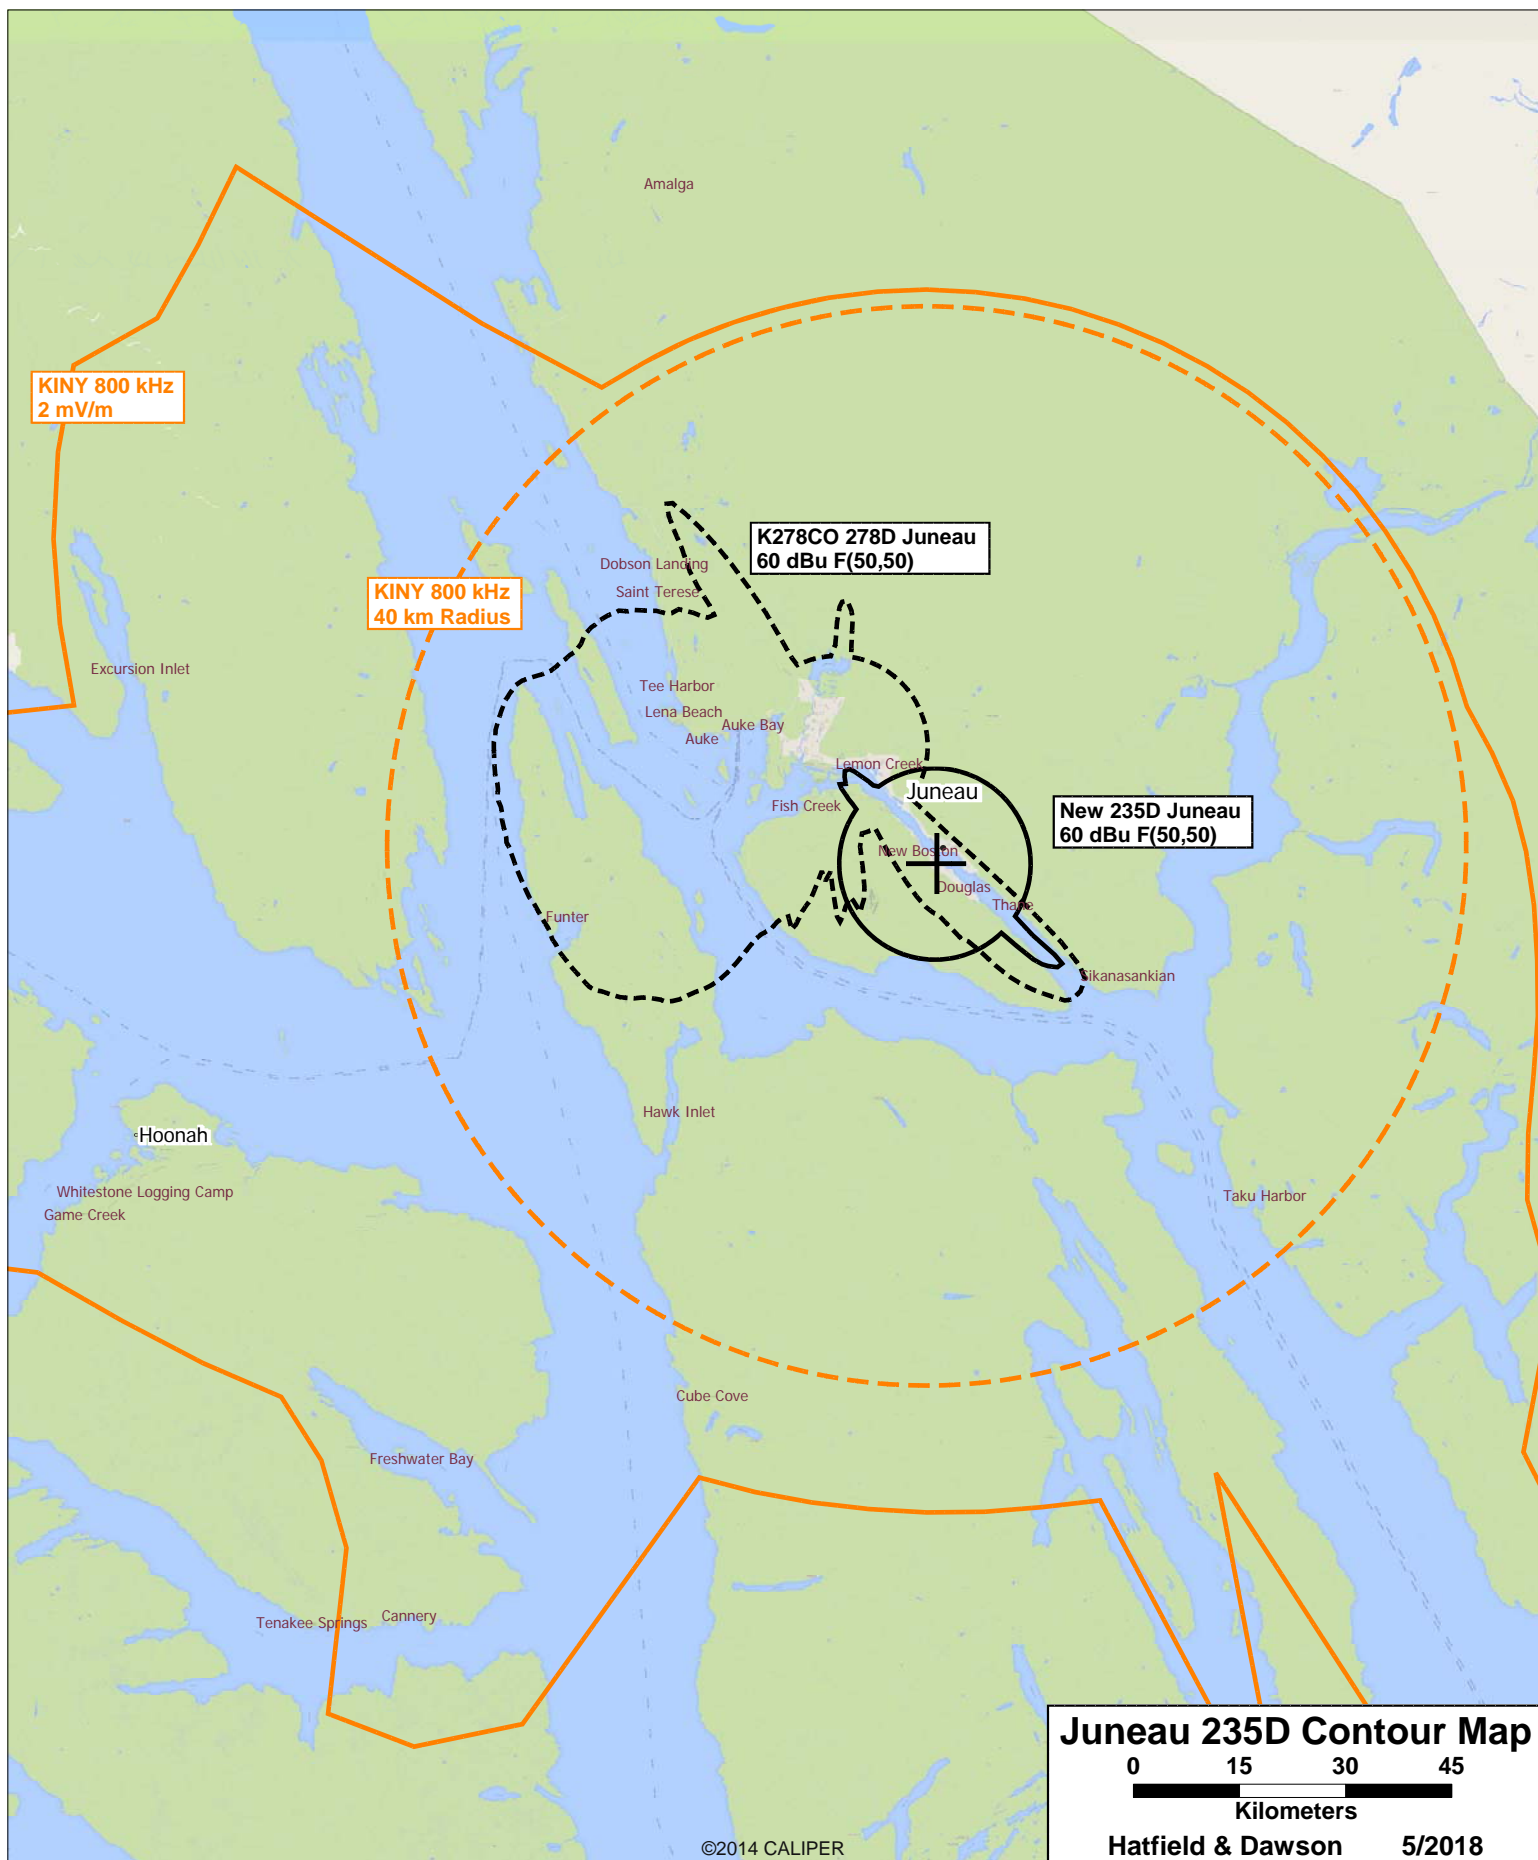 Amalga
KINY 800 kHz
2 mV/m
K278CO 278D Juneau
60 dBu F(50,50)
Dobson Landing
Saint Terese
KINY 800 kHz
40 km Radius
Excursion Inlet
Tee Harbor
Lena Beach
Auke Bay
Auke
Lemon Creek
Juneau
Fish Creek
New 235D Juneau
60 dBu F(50,50)
New Boston
Douglas
Thane
Funter
Sikanasankian
Hawk Inlet
Hoonah
Whitestone Logging Camp
Game Creek
Taku Harbor
Cube Cove
Freshwater Bay
Tenakee Springs
Cannery
Juneau 235D Contour Map
0 15 30 45
Kilometers
Hatfield & Dawson 5/2018
©2014 CALIPER